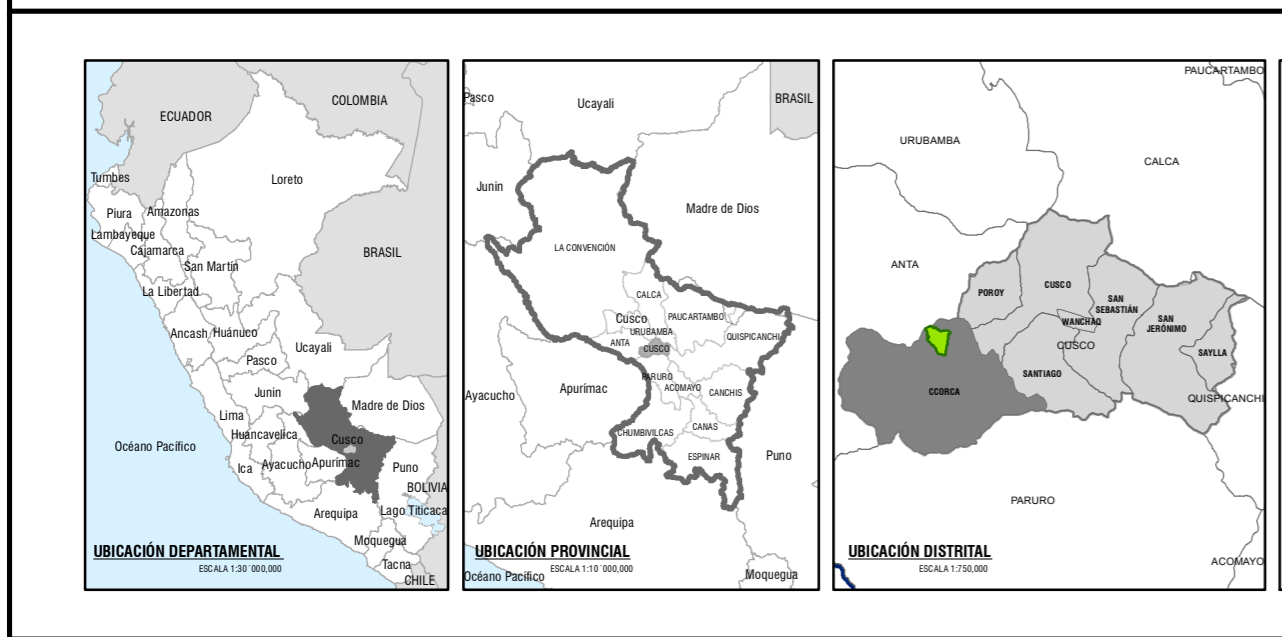 ECUADOR
COLOMBIA
Tumbes
Loreto
Piura
Amazonas
Lambayeque
Cajamarca
San Martín
BRASIL
La Libertad
Ancash
Huánuco
Ucayali
Pasco
Junin
Lima
Madre de Dios
Huancavelica
Cusco
Océano Pacífico
Ica
Ayacucho
Apurímac
Puno
BOLIVIA
Arequipa
Lago Titicaca
Moquegua
Tacna
CHILE
UBICACIÓN DEPARTAMENTAL
ESCALA 1:30´000,000
Pasco
Ucayali
BRASIL
Junin
Madre de Dios
LA CONVENCIÓN
CALCA
Cusco
PAUCARTAMBO
URUBAMBA
QUISPICANCHI
ANTA
CUSCO
PARURO
ACOMAYO
CANCHIS
Apurímac
Ayacucho
CHUMBIVILCAS
CANAS
ESPINAR
Puno
Arequipa
UBICACIÓN PROVINCIAL
ESCALA 1:10´000,000
Océano Pacífico
Moquegua
PAUCARTAMBO
URUBAMBA
CALCA
ANTA
POROY
CUSCO
SAN
SEBASTIÁN
WANCHAQ
SAN
JERÓNIMO
CUSCO
SAYLLA
SANTIAGO
CCORCA
QUISPICANCHI
PARURO
UBICACIÓN DISTRITAL
ESCALA 1:750,000
ACOMAYO